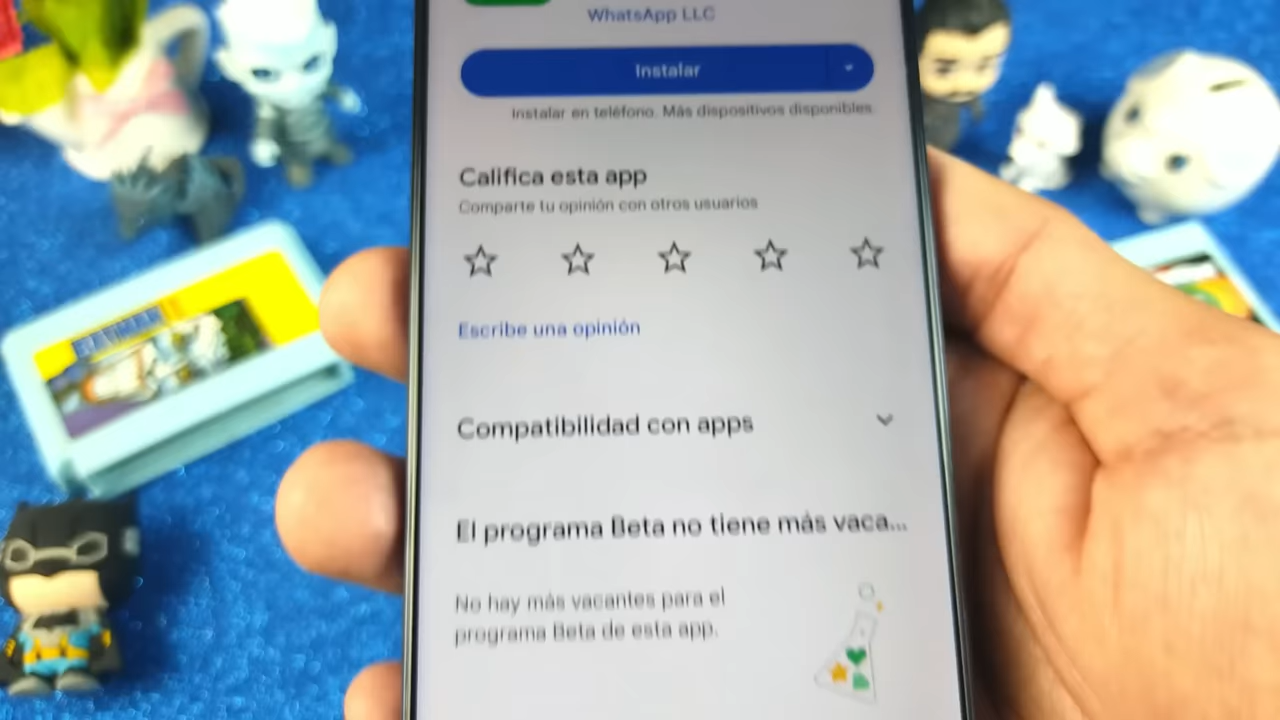 WhatsApp LLC
Instalar
Instalar en teléfono. Más dispositivos disponibles.
Califica esta app
Comparte tu opinión con otros usuarios
Escribe una opinión
Compatibilidad con apps
El programa Beta no tiene más vaca...
No hay más vacantes para el
programa Beta de esta app.
BATMAN